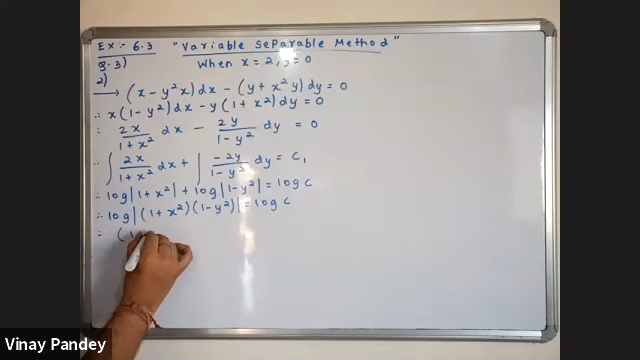 EX :- 6.3 "Variable Separable Method"
Q. 3) When x = 2, y = 0
2)
→ (x - y²x) dx - (y + x²y) dy = 0
∴ x(1 - y²) dx - y(1 + x²) dy = 0
∴ 2x/(1 + x²) dx - 2y/(1 - y²) dy = 0
∴ ∫ 2x/(1 + x²) dx + ∫ -2y/(1 - y²) dy = C₁
∴ log|1 + x²| + log|1 - y²| = log C
∴ log|(1 + x²)(1 - y²)| = log C
∴ (1
Vinay Pandey